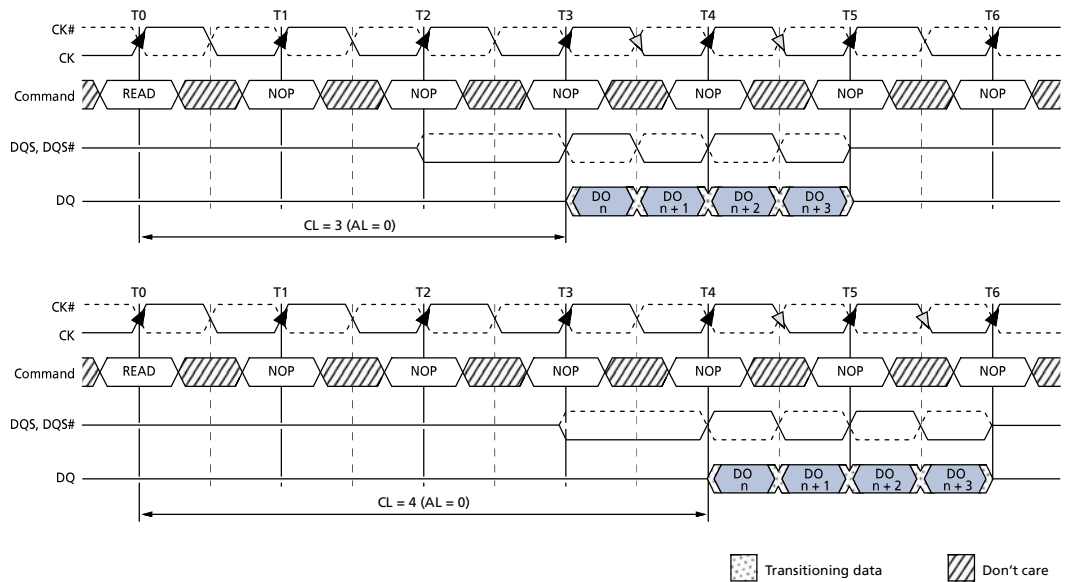 T0 T1 T2 T3 T4 T5 T6
CK#
CK
Command READ NOP NOP NOP NOP NOP NOP
DQS, DQS#
DQ DO n DO n + 1 DO n + 2 DO n + 3
CL = 3 (AL = 0)
T0 T1 T2 T3 T4 T5 T6
CK#
CK
Command READ NOP NOP NOP NOP NOP NOP
DQS, DQS#
DQ DO n DO n + 1 DO n + 2 DO n + 3
CL = 4 (AL = 0)
Transitioning data Don't care